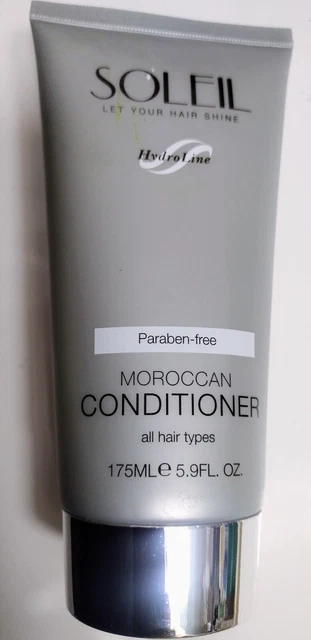 SOLEIL
LET YOUR HAIR SHINE
HydroLine
Paraben-free
MOROCCAN
CONDITIONER
all hair types
175ML℮ 5.9FL. OZ.